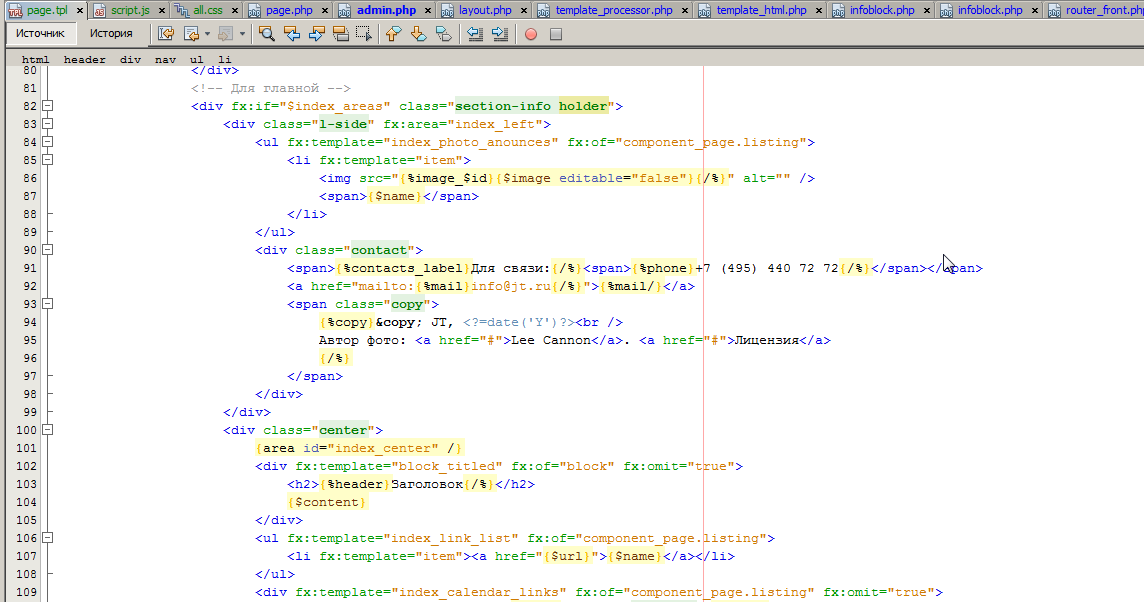 page.tpl script.js all.css page.php admin.php layout.php template_processor.php template_html.php infoblock.php infoblock.php router_front.php
Источник История
html header div nav ul li
80 </div>
81 <!-- Для главной -->
82 <div fx:if="$index_areas" class="section-info holder">
83 <div class="l-side" fx:area="index_left">
84 <ul fx:template="index_photo_anounces" fx:of="component_page.listing">
85 <li fx:template="item">
86 <img src="{%image_$id}{$image editable="false"}{/%}" alt="" />
87 <span>{$name}</span>
88 </li>
89 </ul>
90 <div class="contact">
91 <span>{%contacts_label}Для связи:{/%}<span>{%phone}+7 (495) 440 72 72{/%}</span></span>
92 <a href="mailto:{%mail}info@jt.ru{/%}">{%mail/}</a>
93 <span class="copy">
94 {%copy}&copy; JT, <?=date('Y')?><br />
95 Автор фото: <a href="#">Lee Cannon</a>. <a href="#">Лицензия</a>
96 {/%}
97 </span>
98 </div>
99 </div>
100 <div class="center">
101 {area id="index_center" /}
102 <div fx:template="block_titled" fx:of="block" fx:omit="true">
103 <h2>{%header}Заголовок{/%}</h2>
104 {$content}
105 </div>
106 <ul fx:template="index_link_list" fx:of="component_page.listing">
107 <li fx:template="item"><a href="{$url}">{$name}</a></li>
108 </ul>
109 <div fx:template="index_calendar_links" fx:of="component_page.listing" fx:omit="true">